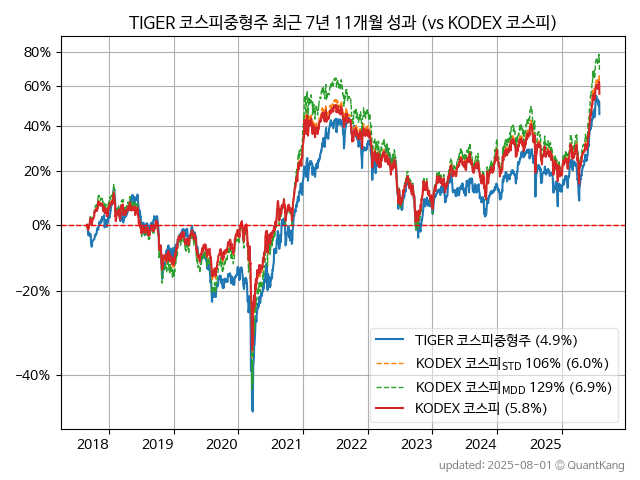 TIGER 코스피중형주 최근 7년 11개월 성과 (vs KODEX 코스피)
80%
60%
40%
20%
0%
−20%
−40%
TIGER 코스피중형주 (4.9%)
KODEX 코스피STD 106% (6.0%)
KODEX 코스피MDD 129% (6.9%)
KODEX 코스피 (5.8%)
2018 2019 2020 2021 2022 2023 2024 2025
updated: 2025-08-01 © QuantKang